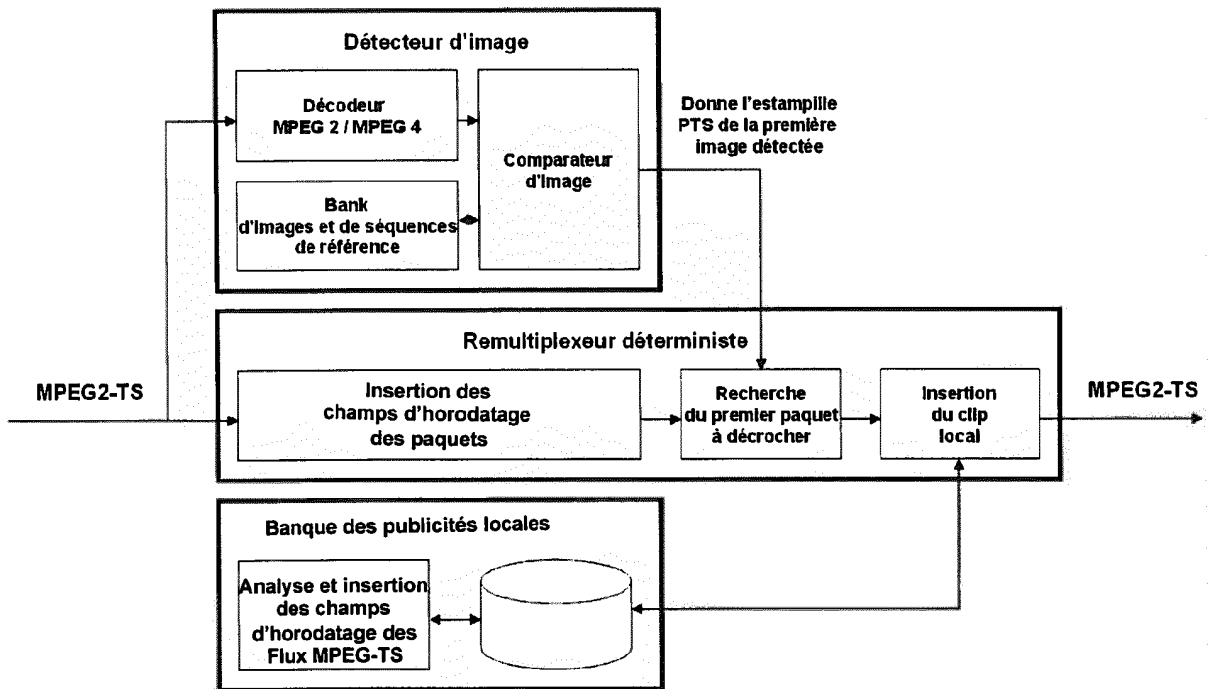 Détecteur d'image
Décodeur
MPEG 2 / MPEG 4
Bank
d'images et de séquences
de référence
Comparateur
d'image
Donne l'estampille
PTS de la première
image détectée
Remultiplexeur déterministe
MPEG2-TS
Insertion des
champs d'horodatage
des paquets
Recherche
du premier paquet
à décrocher
Insertion
du clip
local
MPEG2-TS
Banque des publicités locales
Analyse et insertion
des champs
d'horodatage des
Flux MPEG-TS